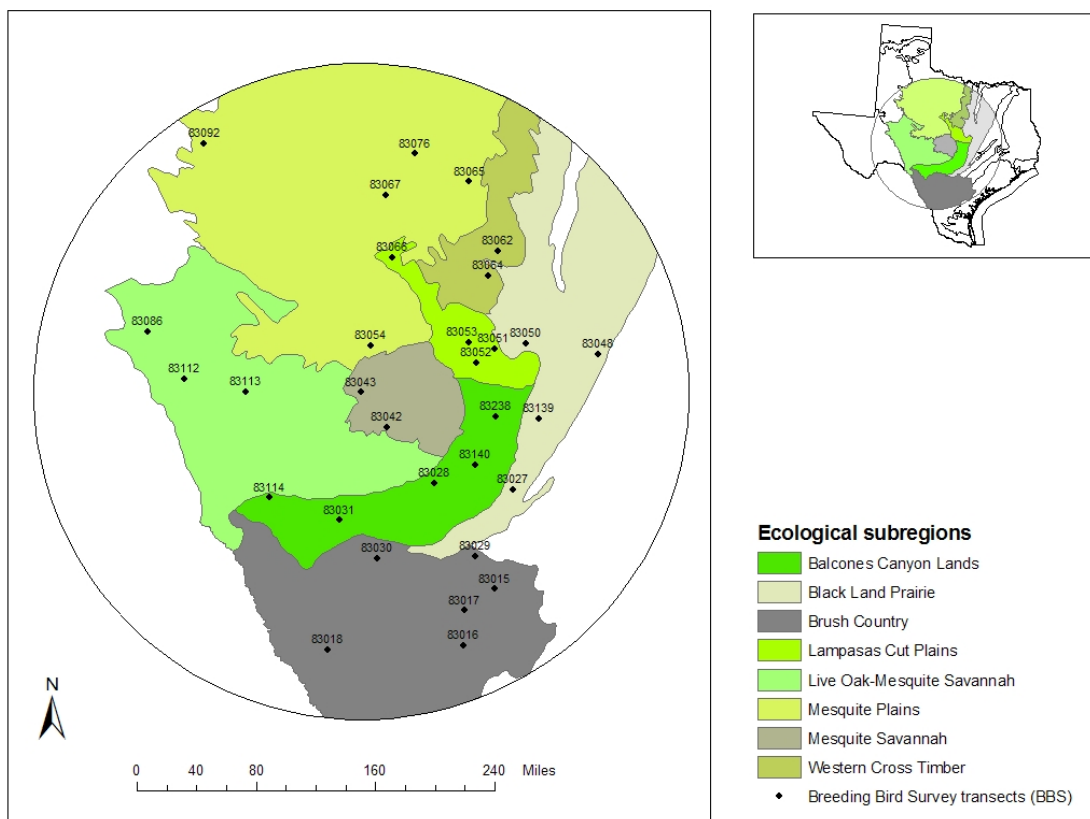 83092
83076
83065
83067
83062
83066
83064
83086
83054
83053
83051
83050
83048
83052
83112
83113
83043
83238
83139
83042
83140
83028
83027
83114
83031
83030
83029
83015
83017
83018
83016
N
0 40 80 160 240 Miles
Ecological subregions
Balcones Canyon Lands
Black Land Prairie
Brush Country
Lampasas Cut Plains
Live Oak-Mesquite Savannah
Mesquite Plains
Mesquite Savannah
Western Cross Timber
Breeding Bird Survey transects (BBS)